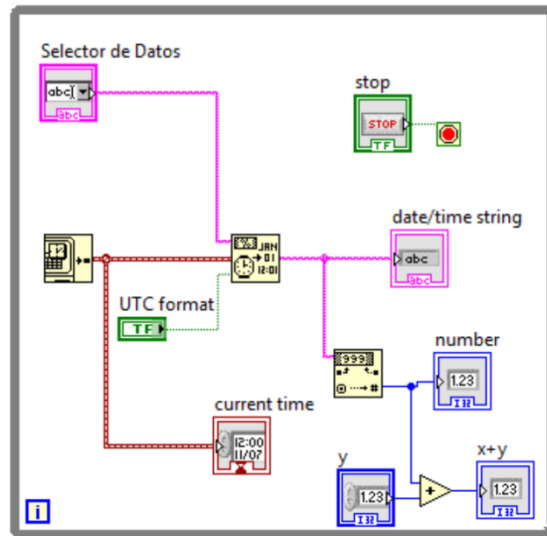 Selector de Datos
abc
abc
stop
STOP
TF
date/time string
abc
abc
JAN
01
12:01
UTC format
TF
999
#
number
1.23
I32
current time
12:00
11/07
y
1.23
I32
+
x+y
1.23
I32
i